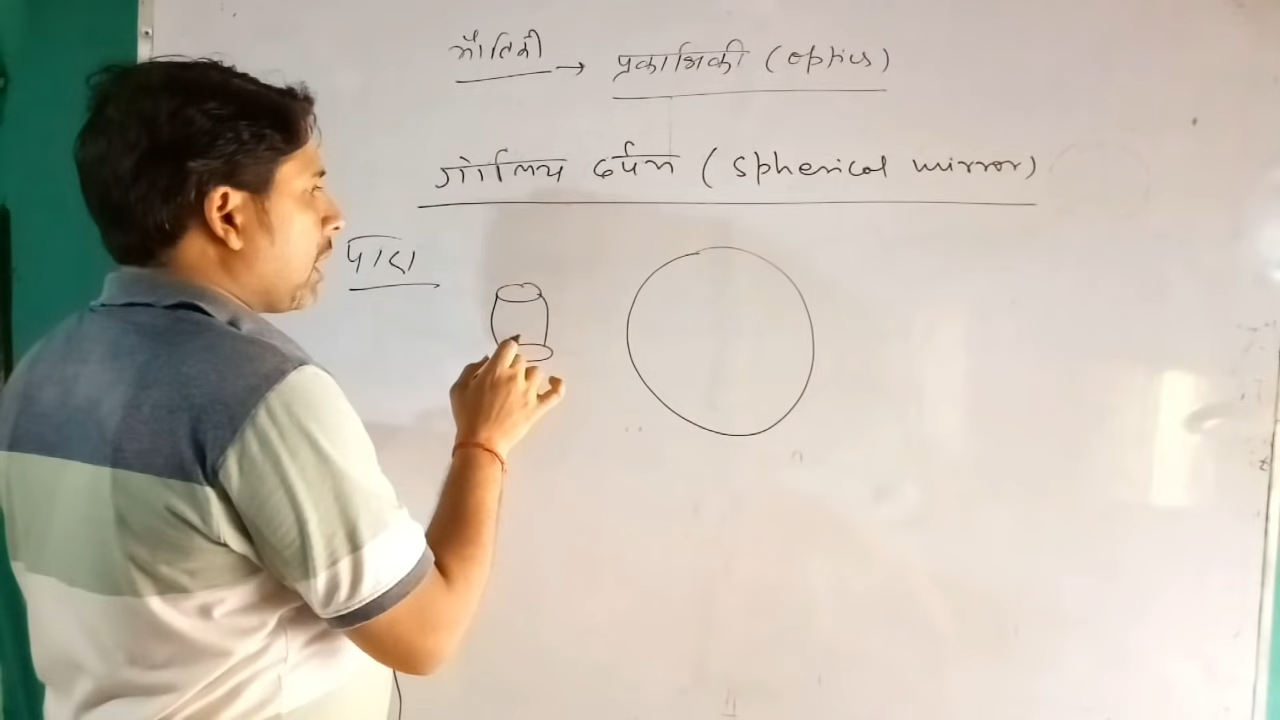 भौतिकी → प्रकाशिकी (optics)
गोलिय दर्पण (spherical mirror)
पारा